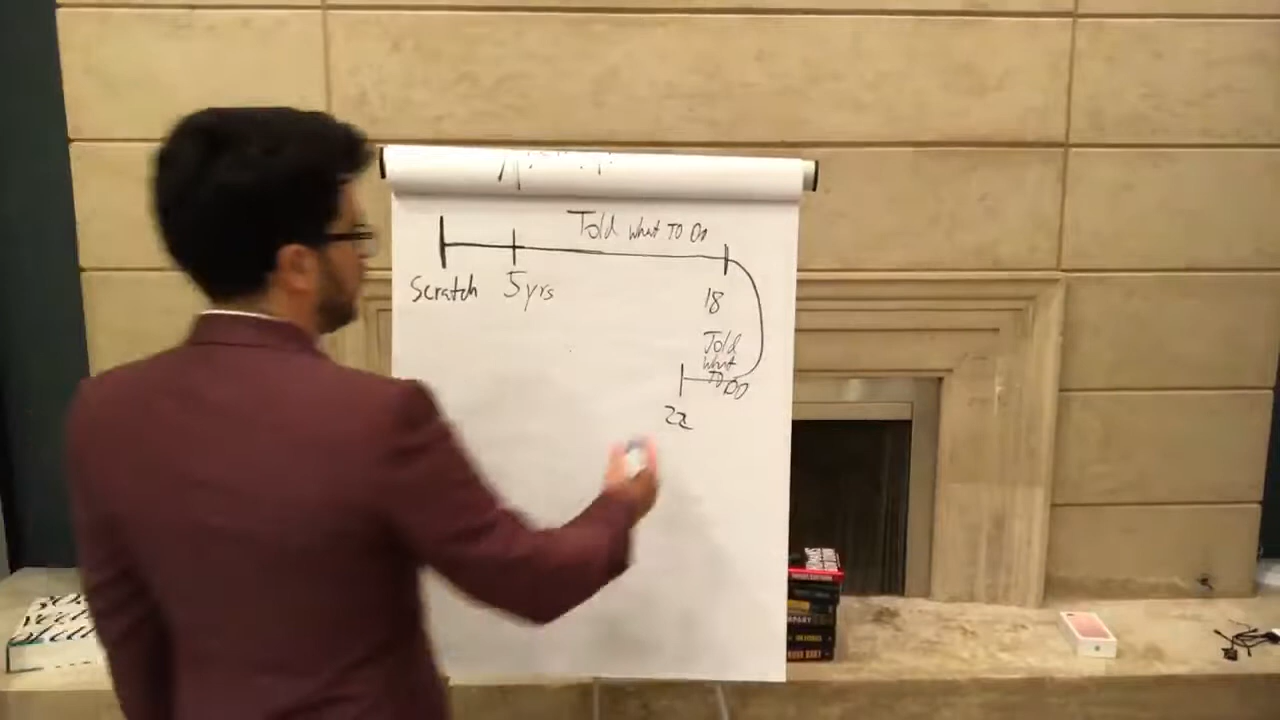 Told what TO DO
Scratch
5yrs
18
Told
what
TO DO
22